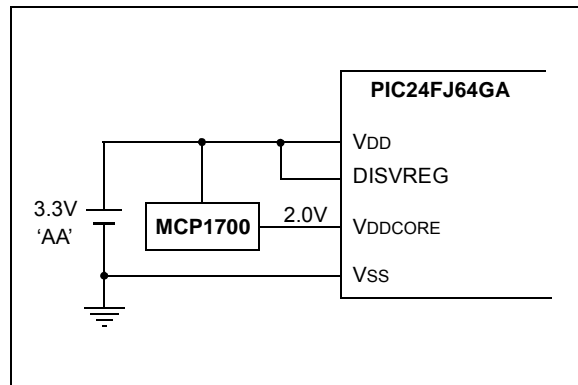 PIC24FJ64GA
VDD
DISVREG
3.3V
'AA'
MCP1700
2.0V
VDDCORE
VSS